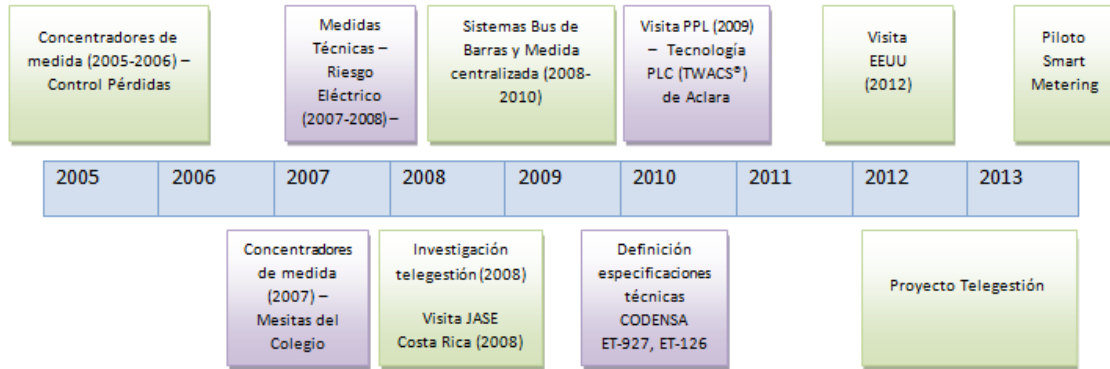 Concentradores de
medida (2005-2006) –
Control Pérdidas
Medidas
Técnicas –
Riesgo
Eléctrico
(2007-2008) –
Sistemas Bus de
Barras y Medida
centralizada (2008-
2010)
Visita PPL (2009)
– Tecnología
PLC (TWACS®)
de Aclara
Visita
EEUU
(2012)
Piloto
Smart
Metering
2005
2006
2007
2008
2009
2010
2011
2012
2013
Concentradores
de medida
(2007) –
Mesitas del
Colegio
Investigación
telegestión (2008)
Visita JASE
Costa Rica (2008)
Definición
especificaciones
técnicas
CODENSA
ET-927, ET-126
Proyecto Telegestión